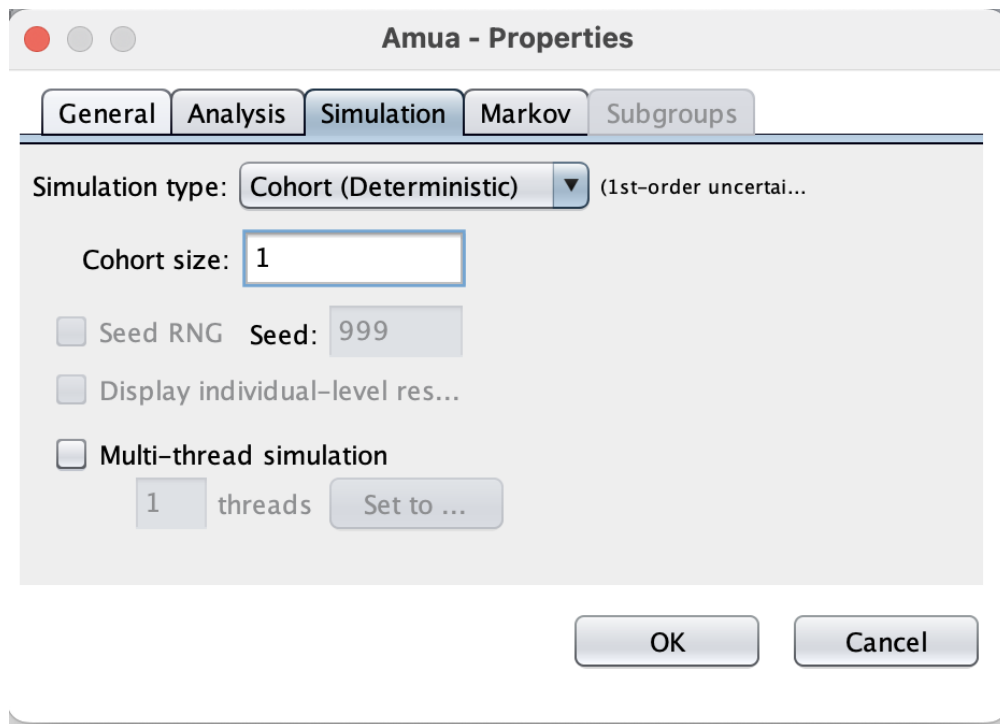 Amua - Properties
General Analysis Simulation Markov Subgroups
Simulation type: Cohort (Deterministic) (1st-order uncertai...
Cohort size: 1
Seed RNG Seed: 999
Display individual-level res...
Multi-thread simulation
1 threads Set to ...
OK Cancel